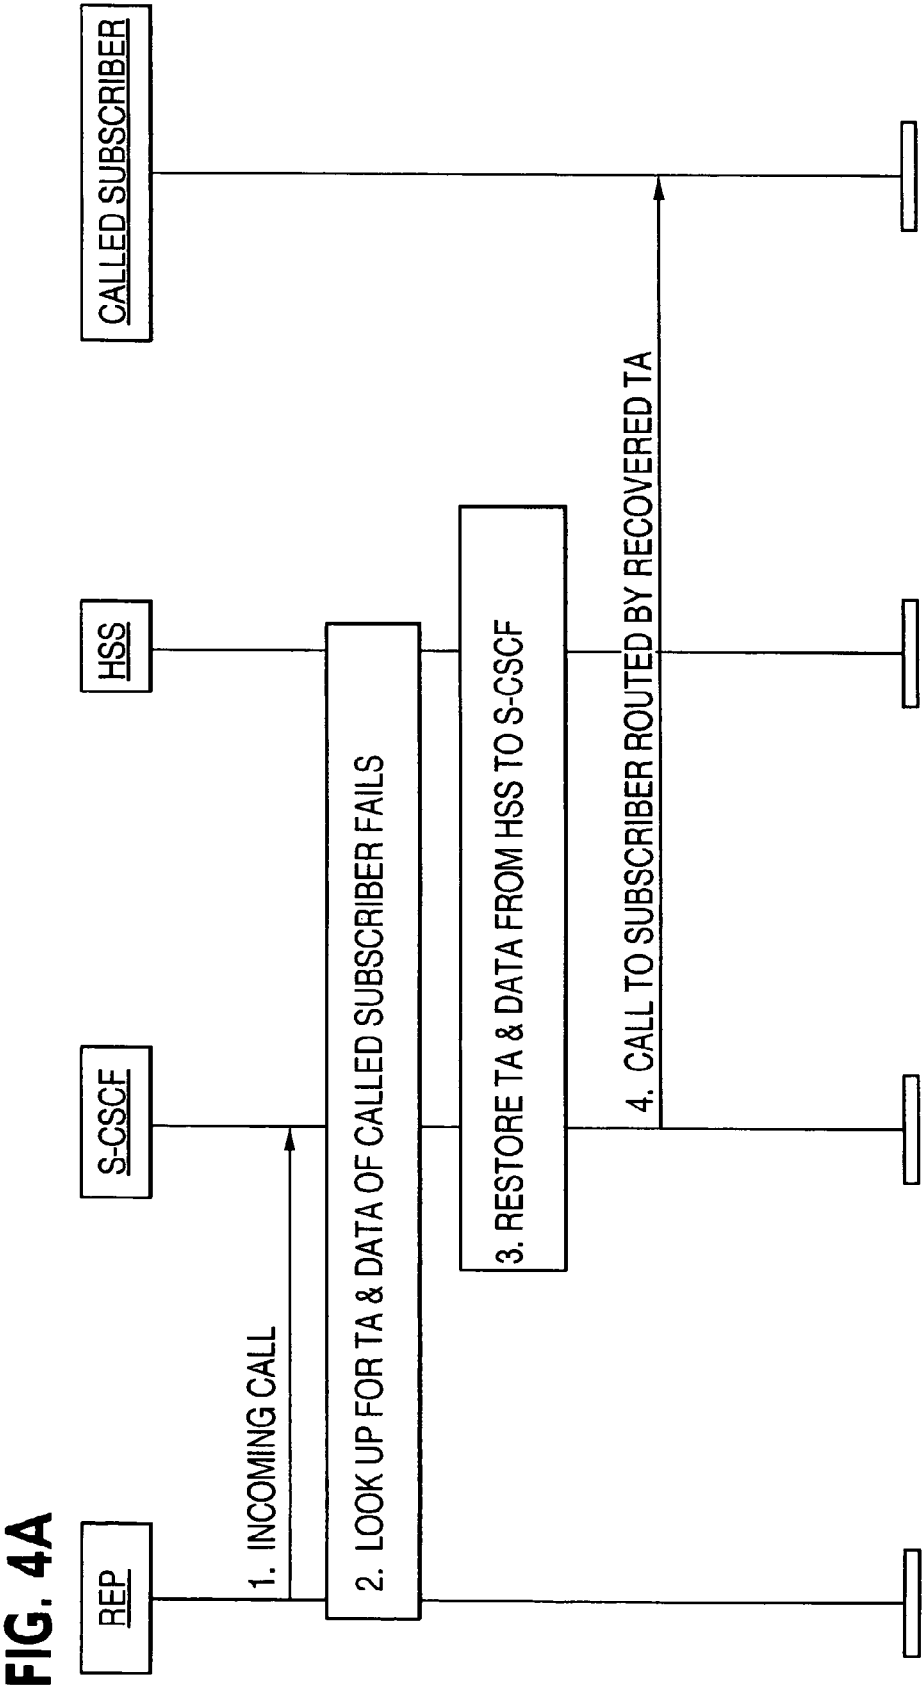 FIG. 4A
REP
S-CSCF
HSS
CALLED SUBSCRIBER
1. INCOMING CALL
2. LOOK UP FOR TA & DATA OF CALLED SUBSCRIBER FAILS
3. RESTORE TA & DATA FROM HSS TO S-CSCF
4. CALL TO SUBSCRIBER ROUTED BY RECOVERED TA